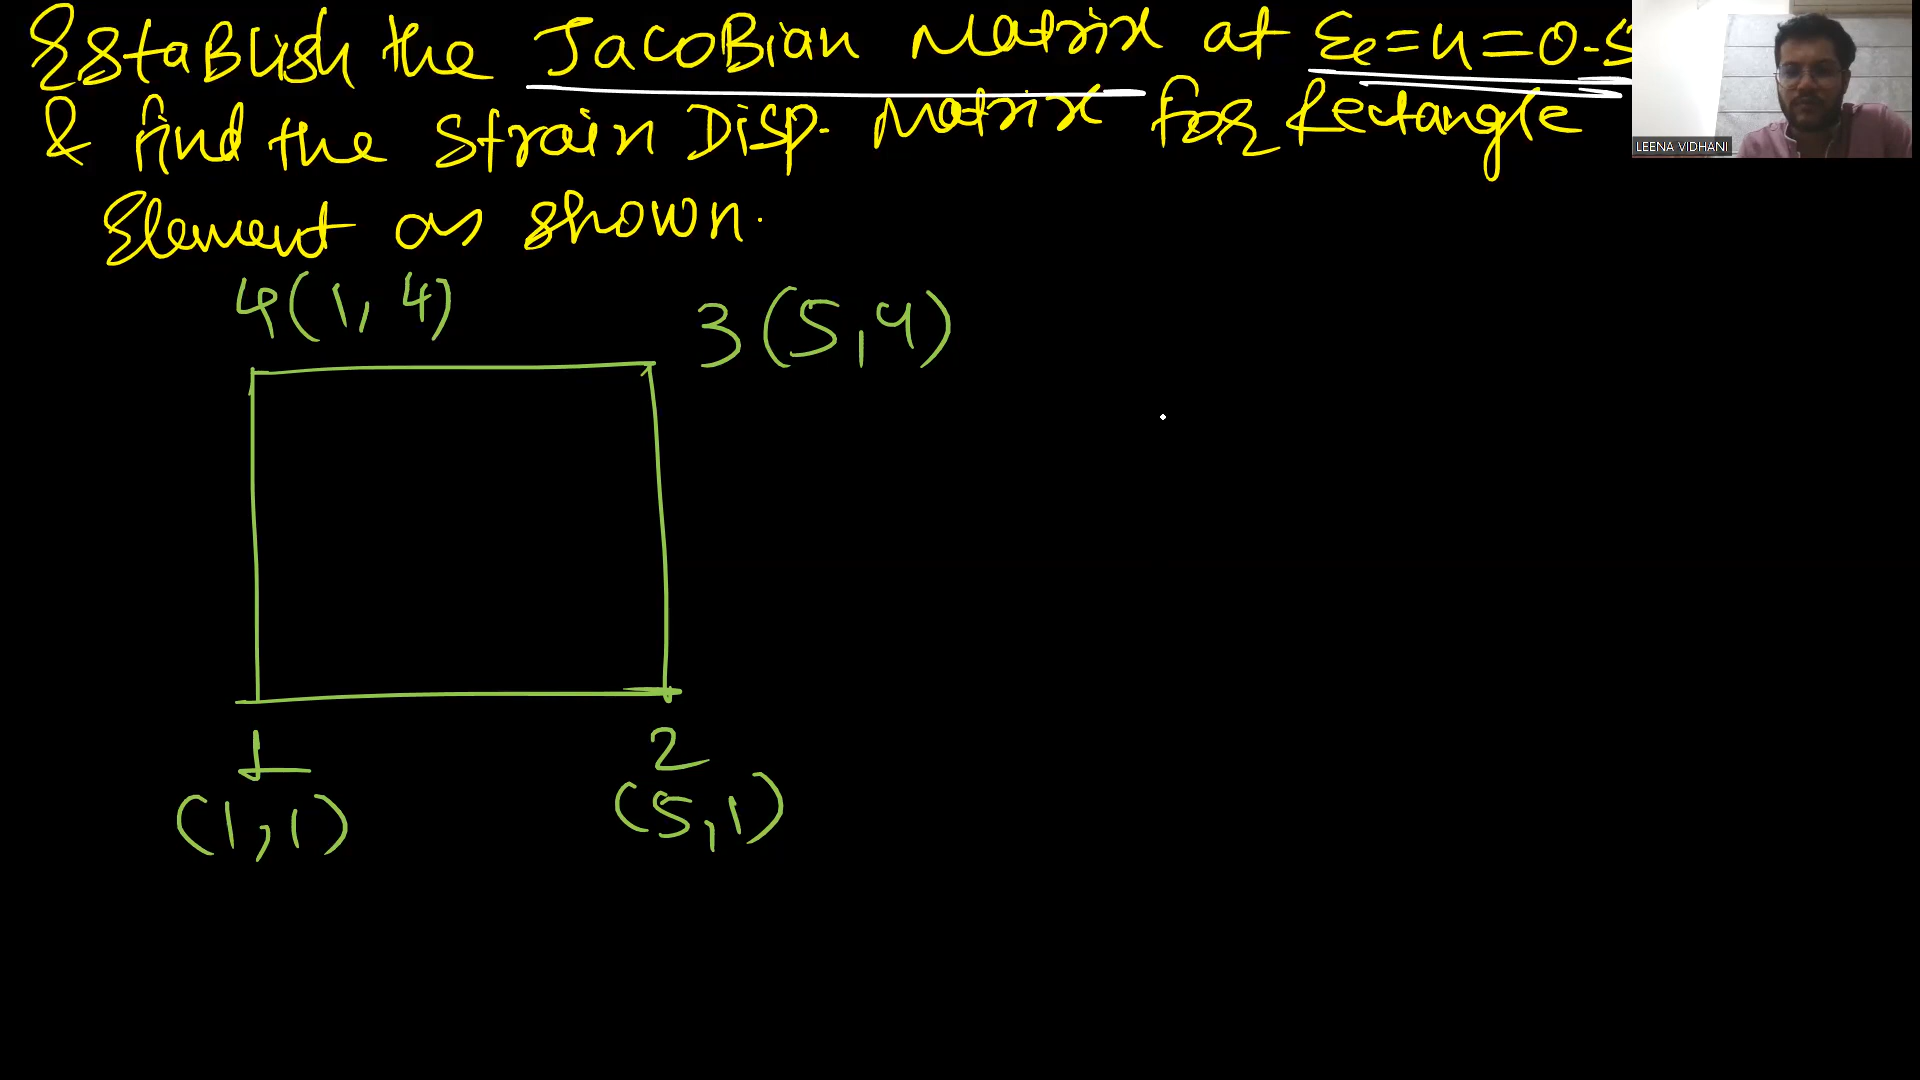 Establish the Jacobian Matrix at ξ=η=0.5
& find the Strain Disp. Matrix for Rectangle
LEENA VIDHANI
Element as shown.
4(1, 4)
3(5,4)
1
2
(1,1)
(5,1)